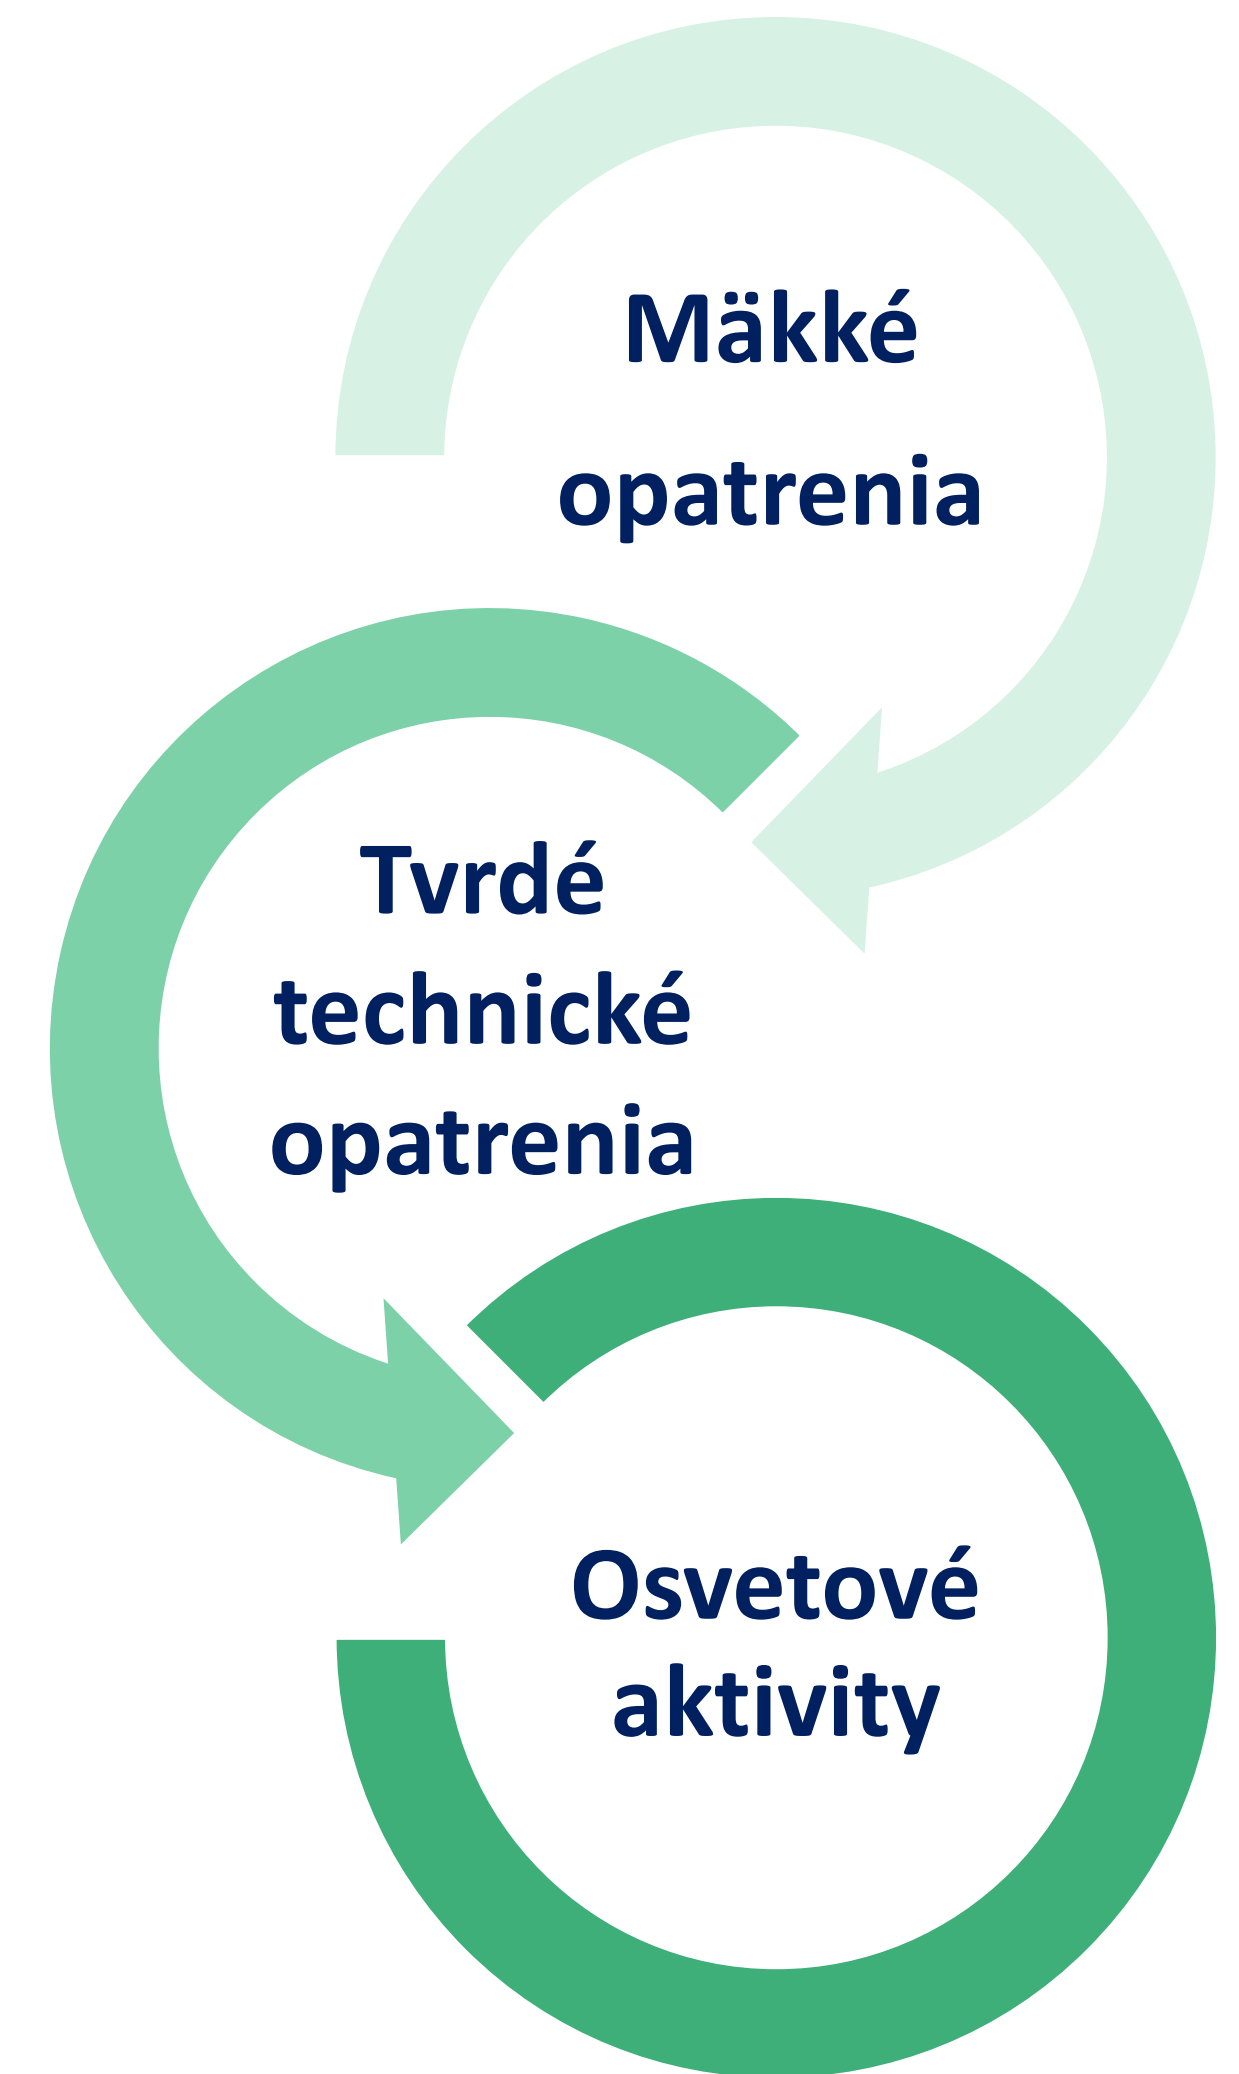 Mäkké
opatrenia
Tvrdé
technické
opatrenia
Osvetové
aktivity